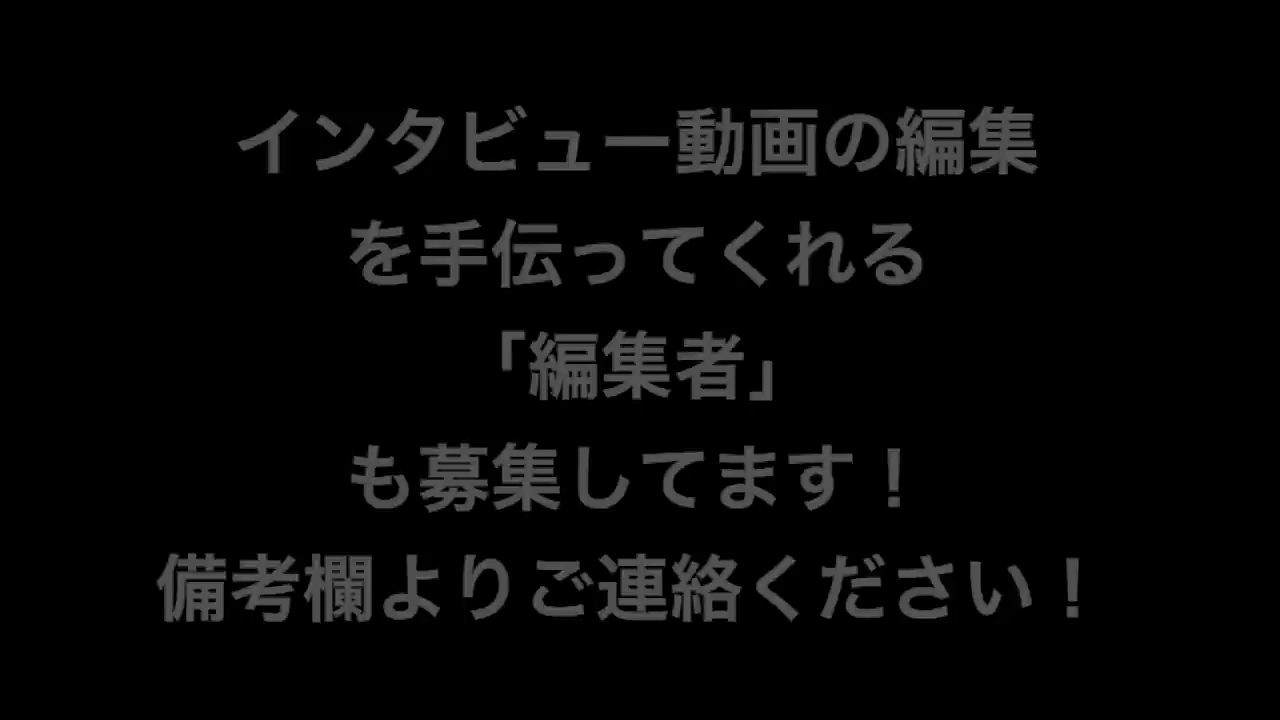 インタビュー動画の編集
を手伝ってくれる
「編集者」
も募集してます！
備考欄よりご連絡ください！